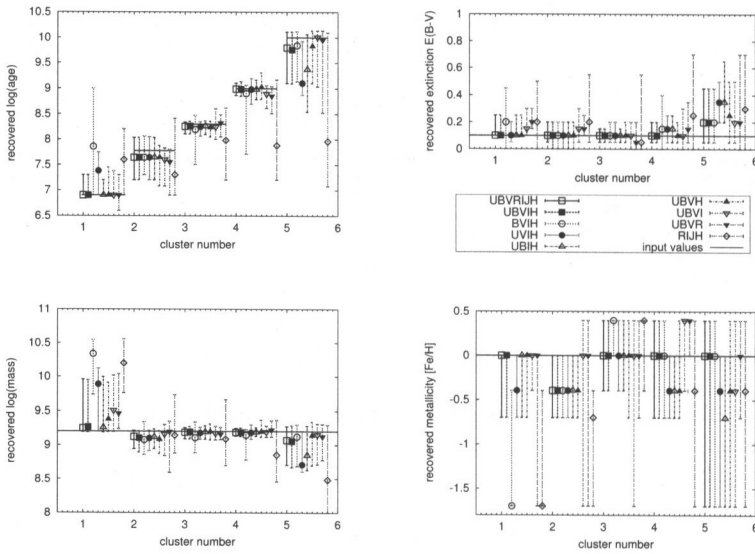 recovered log(age)
10
9.5
9
8.5
8
7.5
7
6.5
1 2 3 4 5 6
cluster number
recovered extinction E(B-V)
1
0.8
0.6
0.4
0.2
0
1 2 3 4 5 6
cluster number
UBVRIJH
UBVIH
BVIH
UVIH
UBIH
UBVH
UBVI
UBVR
RIJH
input values
recovered log(mass)
11
10.5
10
9.5
9
8.5
8
1 2 3 4 5 6
cluster number
recovered metallicity [Fe/H]
0.5
0
-0.5
-1
-1.5
1 2 3 4 5 6
cluster number